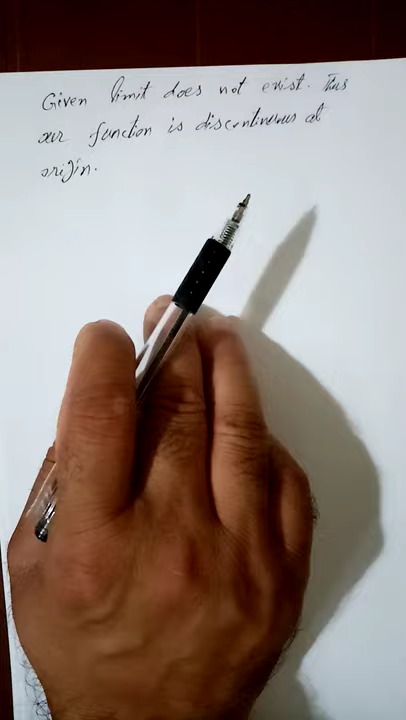 Given limit does not exist. Thus
our function is discontinuous at
origin.